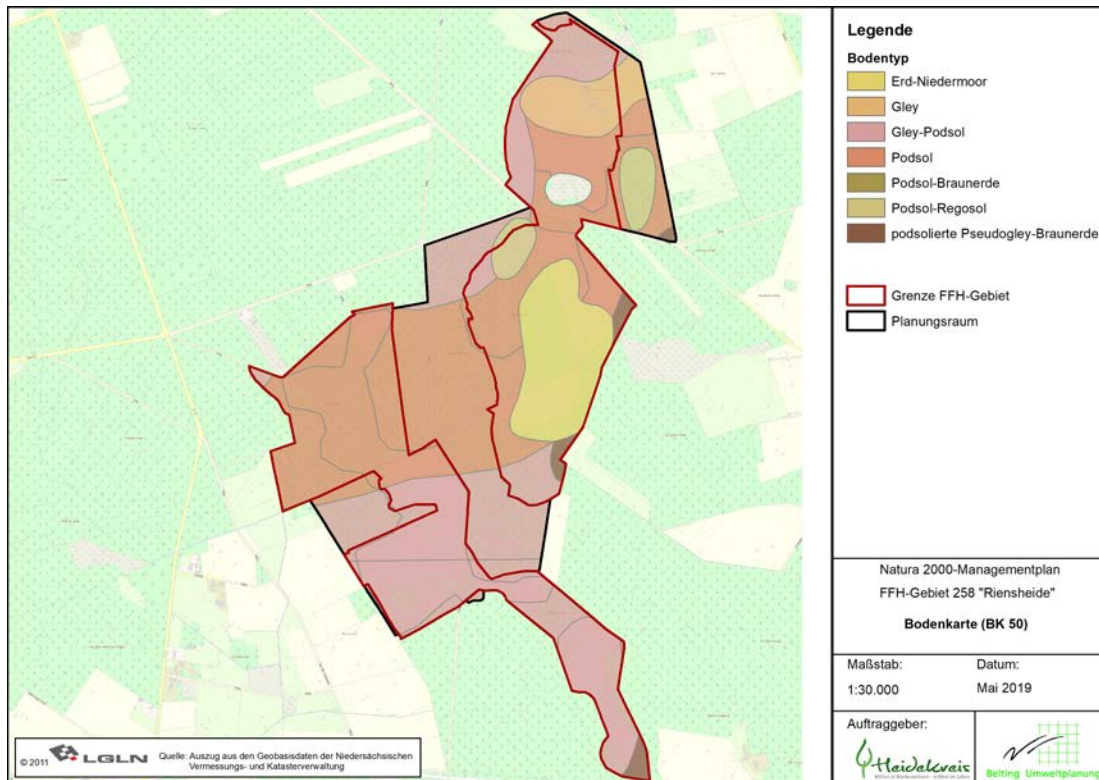 Legende
Bodentyp
Erd-Niedermoor
Gley
Gley-Podsol
Podsol
Podsol-Braunerde
Podsol-Regosol
podsolierte Pseudogley-Braunerde
Grenze FFH-Gebiet
Planungsraum
Natura 2000-Managementplan
FFH-Gebiet 258 "Riensheide"
Bodenkarte (BK 50)
Maßstab:
Datum:
1:30.000
Mai 2019
Auftraggeber:
Heidekreis
Belting Umweltplanung
© 2011
LGLN
Quelle: Auszug aus den Geobasisdaten der Niedersächsischen
Vermessungs- und Katasterverwaltung